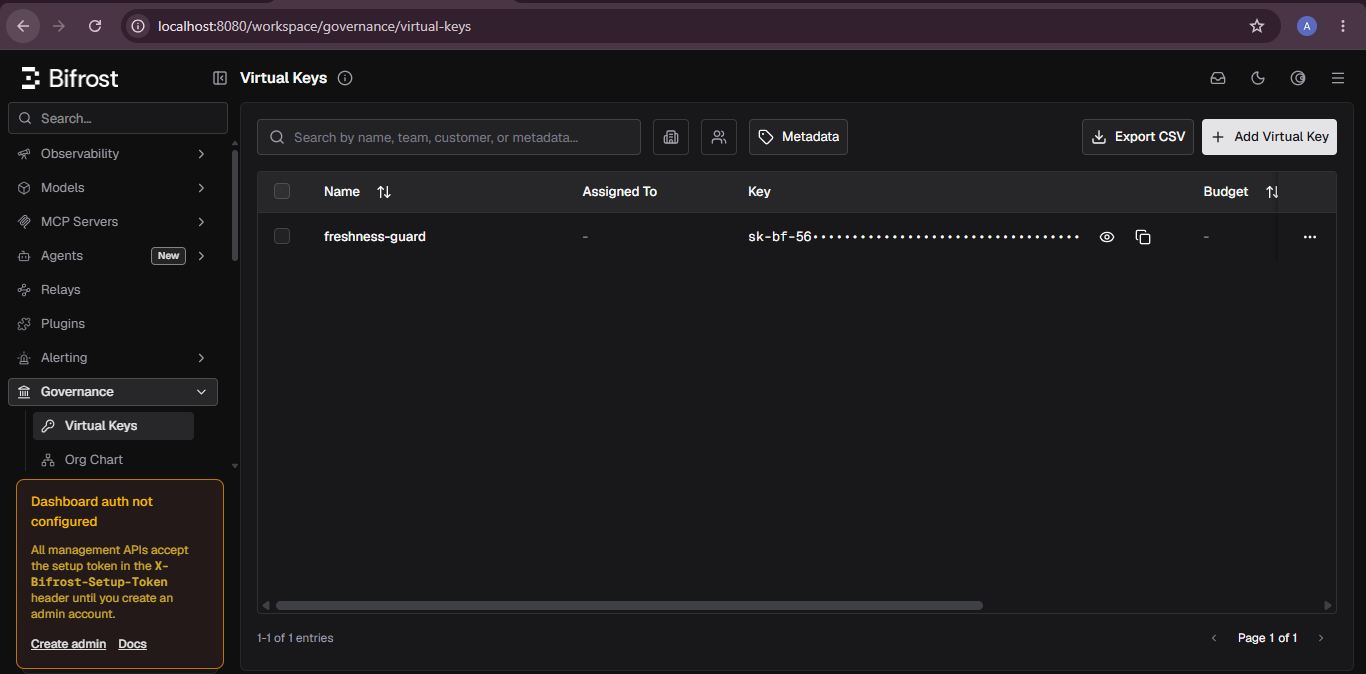 localhost:8080/workspace/governance/virtual-keys
A
Bifrost
Virtual Keys
Search...
Search by name, team, customer, or metadata...
Metadata
Export CSV
Add Virtual Key
Observability
Models
MCP Servers
Agents New
Relays
Plugins
Alerting
Governance
Virtual Keys
Org Chart
Name Assigned To Key Budget
freshness-guard - sk-bf-56•••••••••••••••••••••••••••••••••• -
Dashboard auth not
configured
All management APIs accept
the setup token in the X-
Bifrost-Setup-Token
header until you create an
admin account.
Create admin Docs
1-1 of 1 entries
Page 1 of 1